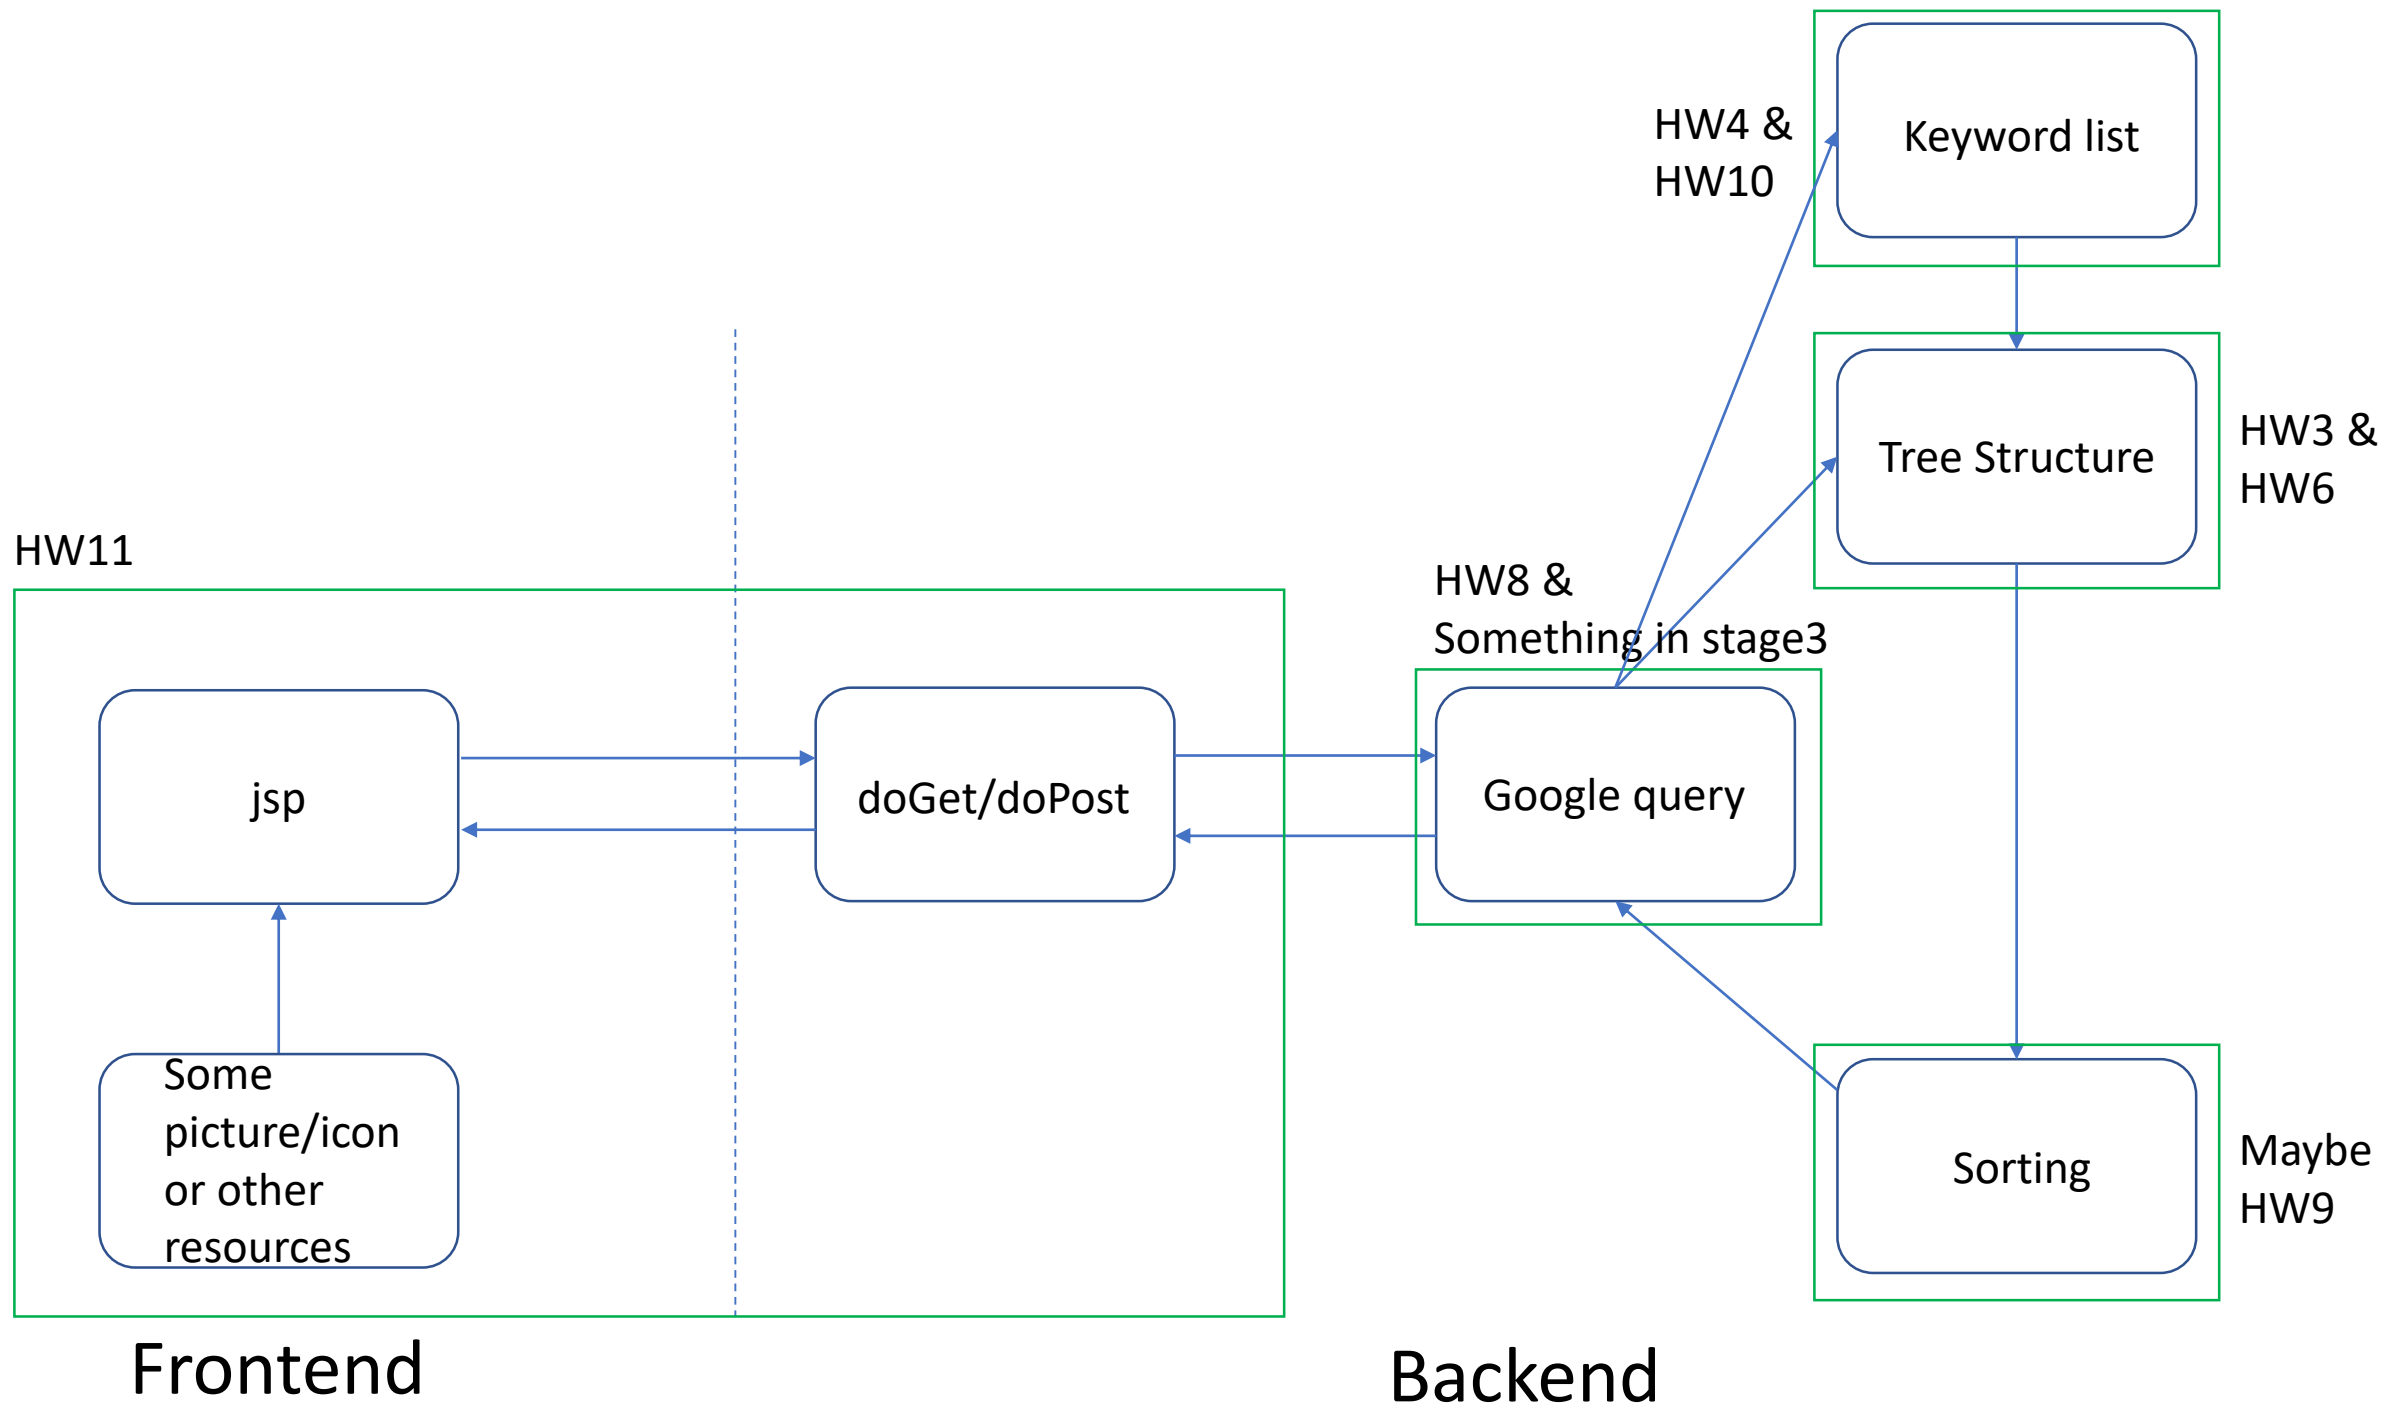 HW4 &
HW10
Keyword list
Tree Structure
HW3 &
HW6
HW11
HW8 &
Something in stage3
jsp
doGet/doPost
Google query
Some
picture/icon
or other
resources
Sorting
Maybe
HW9
Frontend
Backend